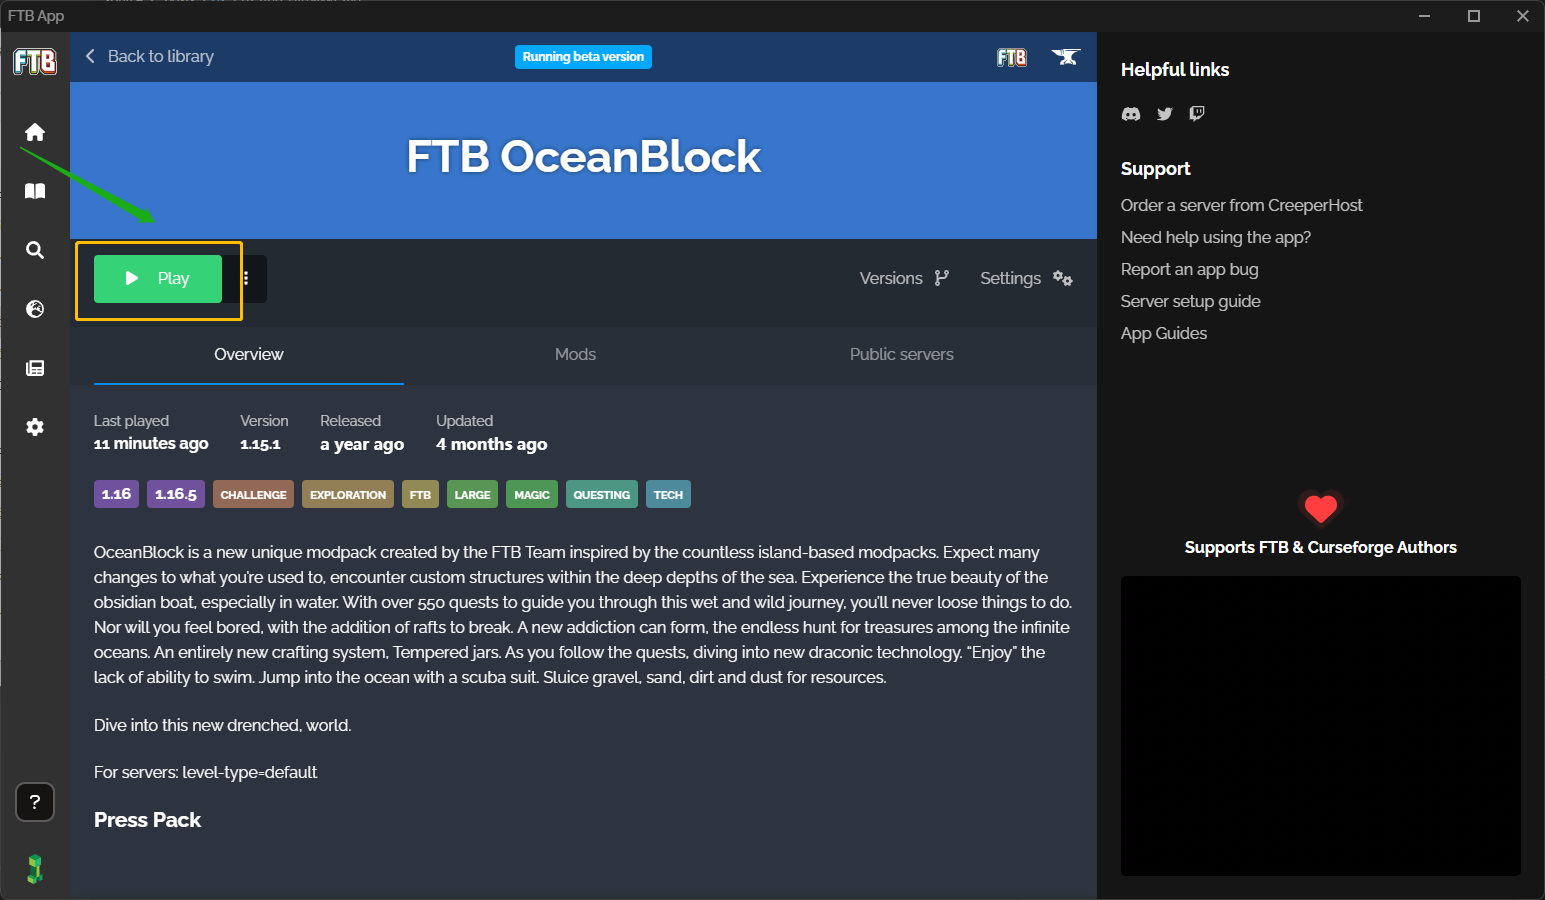 FTB App
FTB
Back to library
Running beta version
FTB
FTB OceanBlock
Play
Versions
Settings
Overview
Mods
Public servers
Last played
Version
Released
Updated
11 minutes ago
1.15.1
a year ago
4 months ago
1.16
1.16.5
CHALLENGE
EXPLORATION
FTB
LARGE
MAGIC
QUESTING
TECH
OceanBlock is a new unique modpack created by the FTB Team inspired by the countless island-based modpacks. Expect many
changes to what you're used to, encounter custom structures within the deep depths of the sea. Experience the true beauty of the
obsidian boat, especially in water. With over 550 quests to guide you through this wet and wild journey, you'll never loose things to do.
Nor will you feel bored, with the addition of rafts to break. A new addiction can form, the endless hunt for treasures among the infinite
oceans. An entirely new crafting system, Tempered jars. As you follow the quests, diving into new draconic technology. “Enjoy” the
lack of ability to swim. Jump into the ocean with a scuba suit. Sluice gravel, sand, dirt and dust for resources.
Dive into this new drenched, world.
For servers: level-type=default
Press Pack
?
Helpful links
Support
Order a server from CreeperHost
Need help using the app?
Report an app bug
Server setup guide
App Guides
Supports FTB & Curseforge Authors